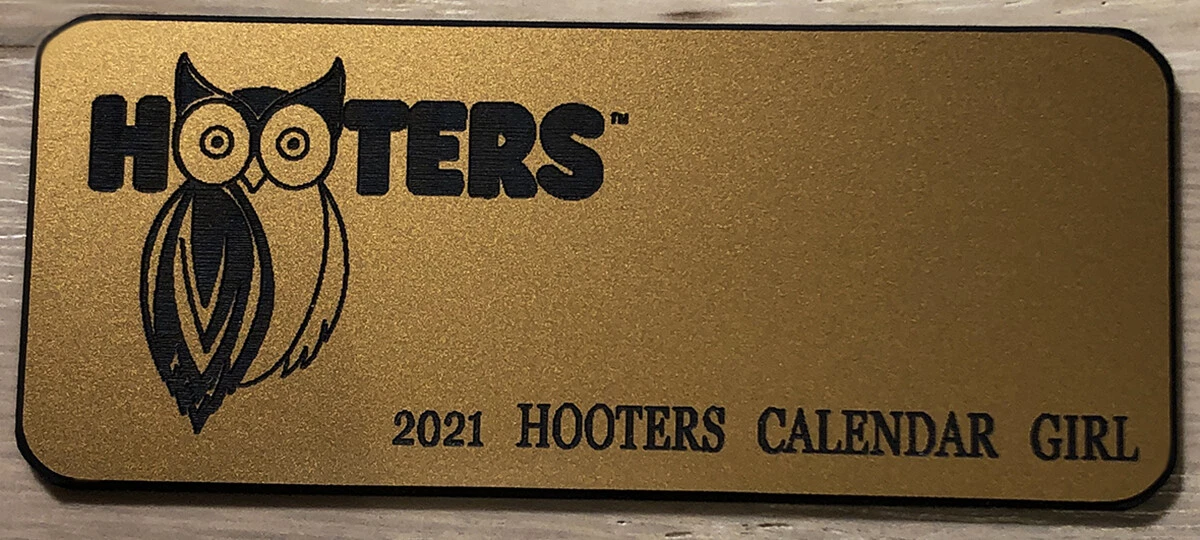 HOOTERS™
2021 HOOTERS CALENDAR GIRL